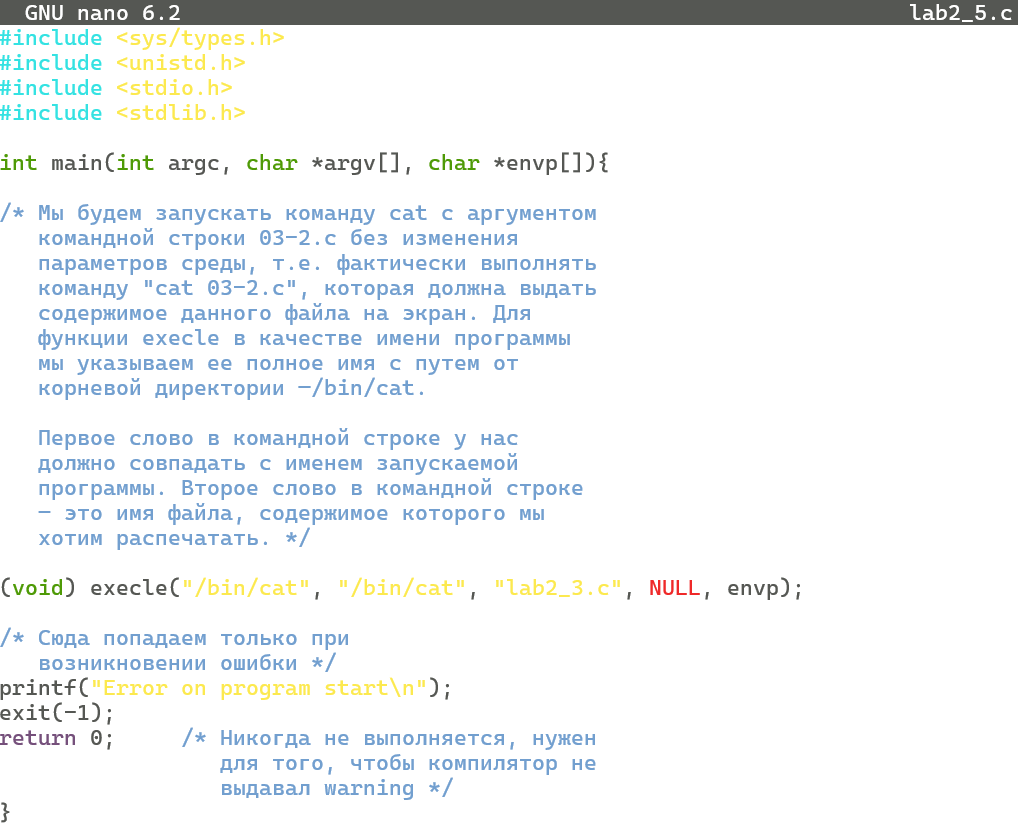 GNU nano 6.2 lab2_5.c
#include <sys/types.h>
#include <unistd.h>
#include <stdio.h>
#include <stdlib.h>
int main(int argc, char *argv[], char *envp[]){
/* Мы будем запускать команду cat с аргументом
командной строки 03-2.c без изменения
параметров среды, т.е. фактически выполнять
команду "cat 03-2.c", которая должна выдать
содержимое данного файла на экран. Для
функции execle в качестве имени программы
мы указываем ее полное имя с путем от
корневой директории -/bin/cat.
Первое слово в командной строке у нас
должно совпадать с именем запускаемой
программы. Второе слово в командной строке
- это имя файла, содержимое которого мы
хотим распечатать. */
(void) execle("/bin/cat", "/bin/cat", "lab2_3.c", NULL, envp);
/* Сюда попадаем только при
возникновении ошибки */
printf("Error on program start\n");
exit(-1);
return 0; /* Никогда не выполняется, нужен
для того, чтобы компилятор не
выдавал warning */
}